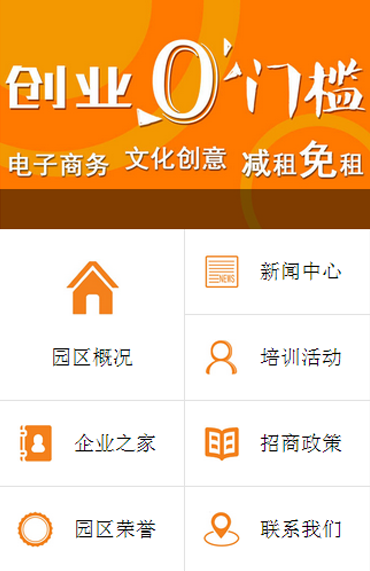 创业0门槛
电子商务 文化创意 减租免租
NEWS
新闻中心
园区概况
培训活动
企业之家
招商政策
园区荣誉
联系我们